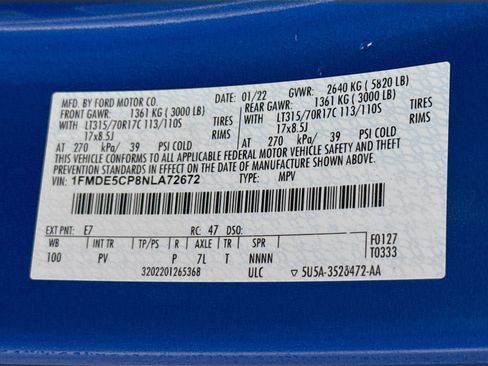 MFD. BY FORD MOTOR CO. DATE: 01/22 GVWR: 2640 KG ( 5820 LB)
FRONT GAWR: 1361 KG ( 3000 LB) REAR GAWR: 1361 KG ( 3000 LB)
WITH LT315/70R17C 113/110S TIRES WITH LT315/70R17C 113/110S TIRES
17x8.5J RIMS 17x8.5J RIMS
AT 270 kPa/ 39 PSI COLD AT 270 kPa/ 39 PSI COLD
THIS VEHICLE CONFORMS TO ALL APPLICABLE FEDERAL MOTOR VEHICLE SAFETY AND THEFT
PREVENTION STANDARDS IN EFFECT ON THE DATE OF MANUFACTURE SHOWN ABOVE.
VIN: 1FMDE5CP8NLA72672 TYPE: MPV
EXT PNT: E7 RC: 47 DSO:
WB INT TR TP/PS R AXLE TR SPR F0127
100 PV P 7L T NNNN T0333
3202201265368 ULC 5U5A-3528472-AA